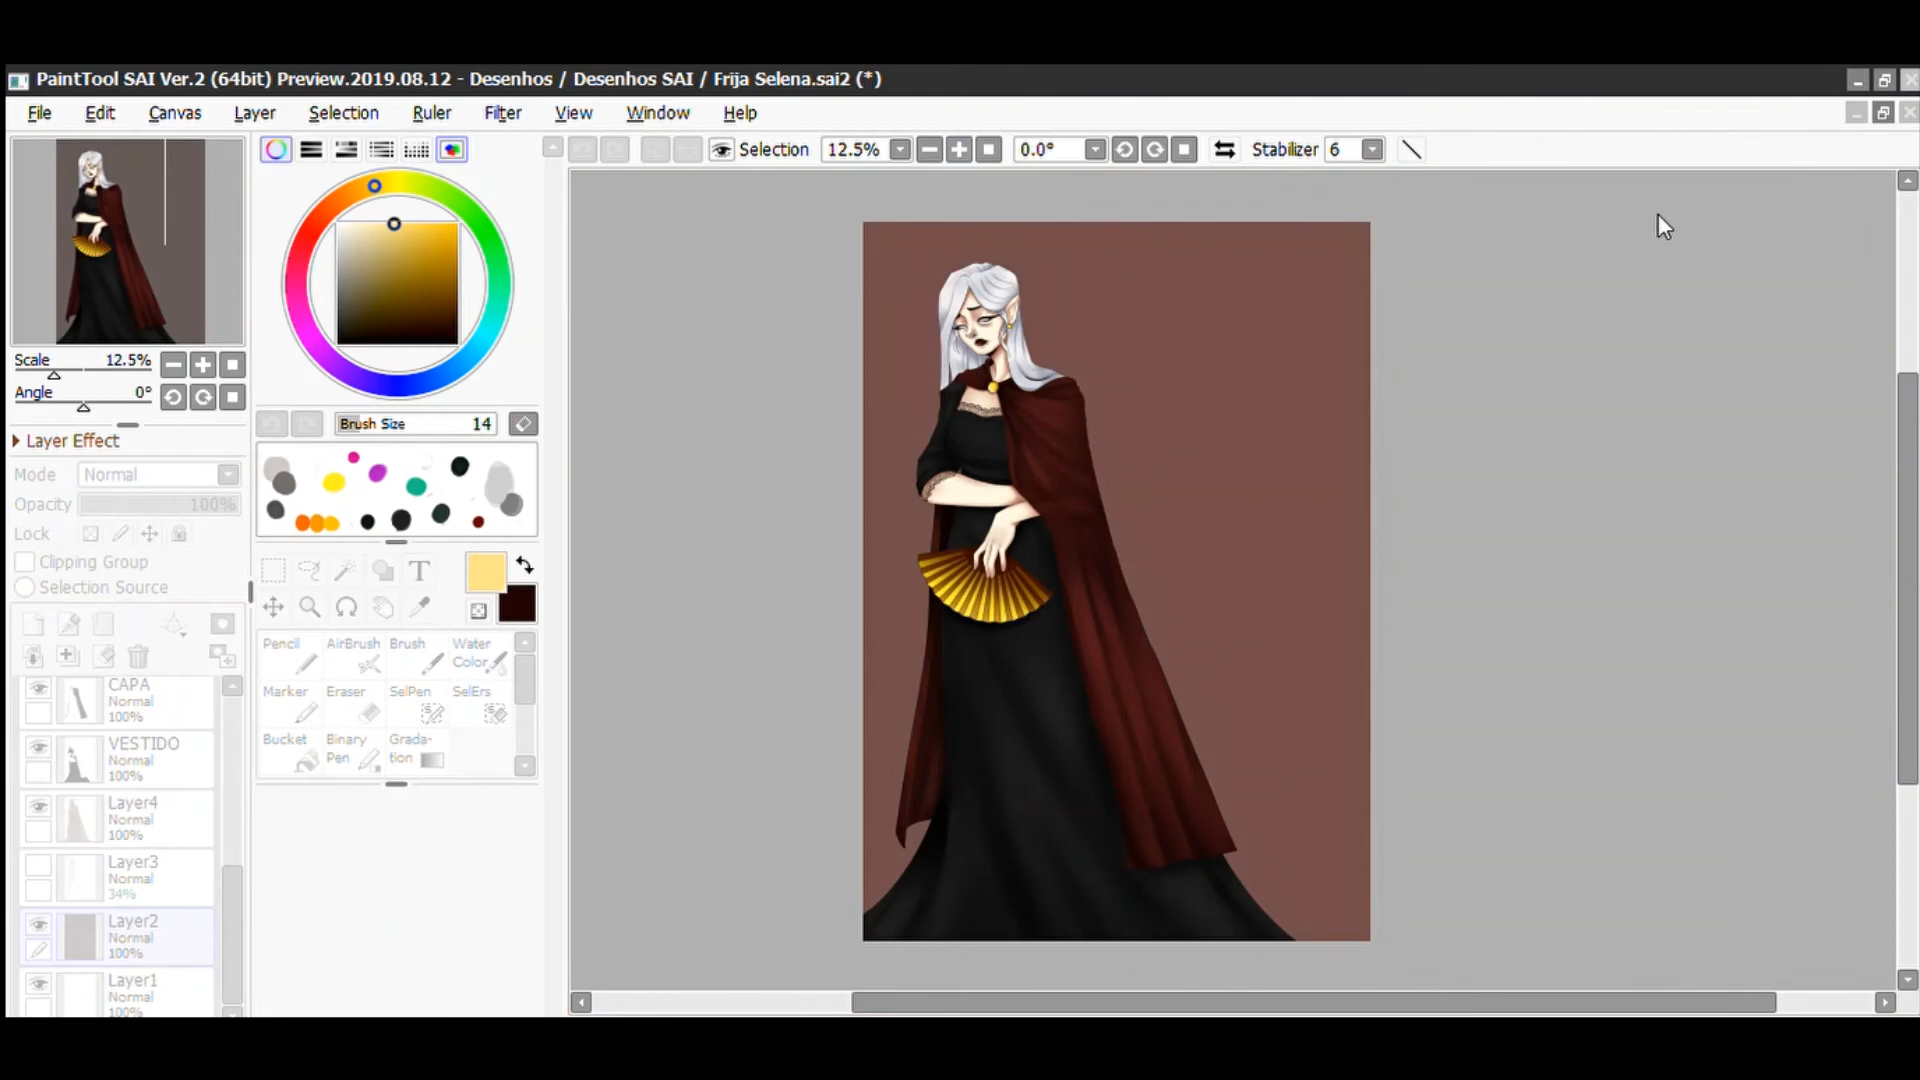 PaintTool SAI Ver.2 (64bit) Preview.2019.08.12 - Desenhos / Desenhos SAI / Frija Selena.sai2 (*)
File Edit Canvas Layer Selection Ruler Filter View Window Help
Selection 12.5% 0.0° Stabilizer 6
Scale 12.5%
Angle 0°
Layer Effect
Mode Normal
Opacity 100%
Lock
Clipping Group
Selection Source
CAPA
Normal
100%
VESTIDO
Normal
100%
Layer4
Normal
100%
Layer3
Normal
34%
Layer2
Normal
100%
Layer1
Normal
100%
Brush Size 14
T
Pencil AirBrush Brush Water
Color
Marker Eraser SelPen SelErs
Bucket Binary Grada-
Pen tion